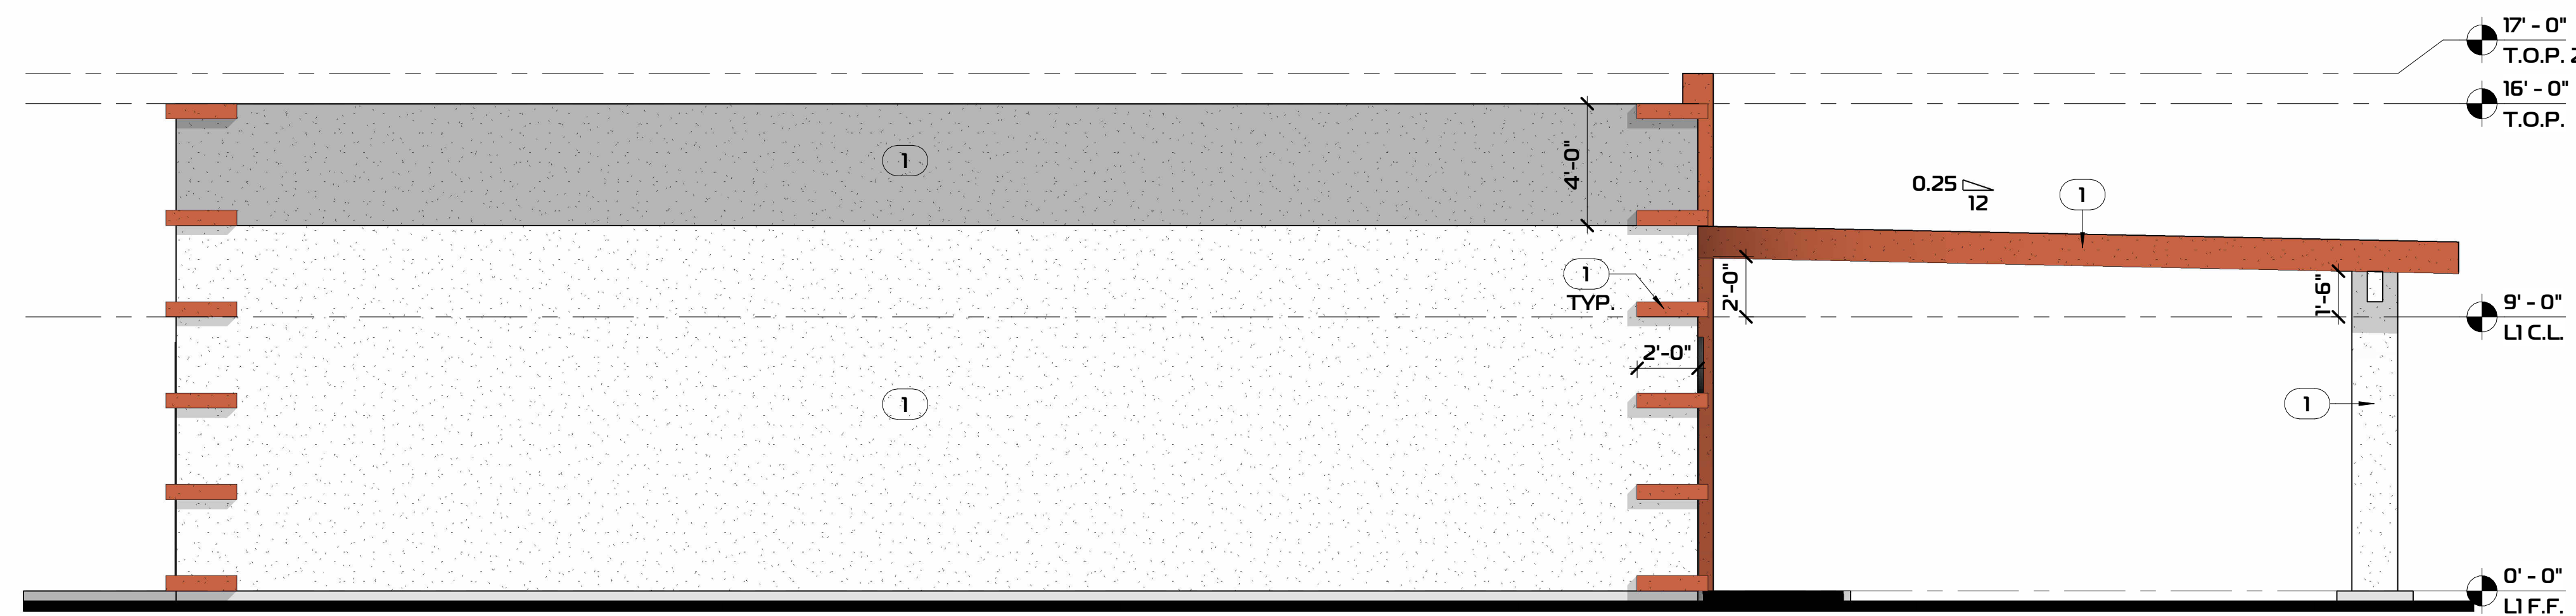 17' - 0"
T.O.P. 2
16' - 0"
T.O.P.
1
4'-0"
0.25
12
1
1
TYP.
2'-0"
1'-6"
9' - 0"
L1 C.L.
2'-0"
1
1
0' - 0"
L1 F.F.